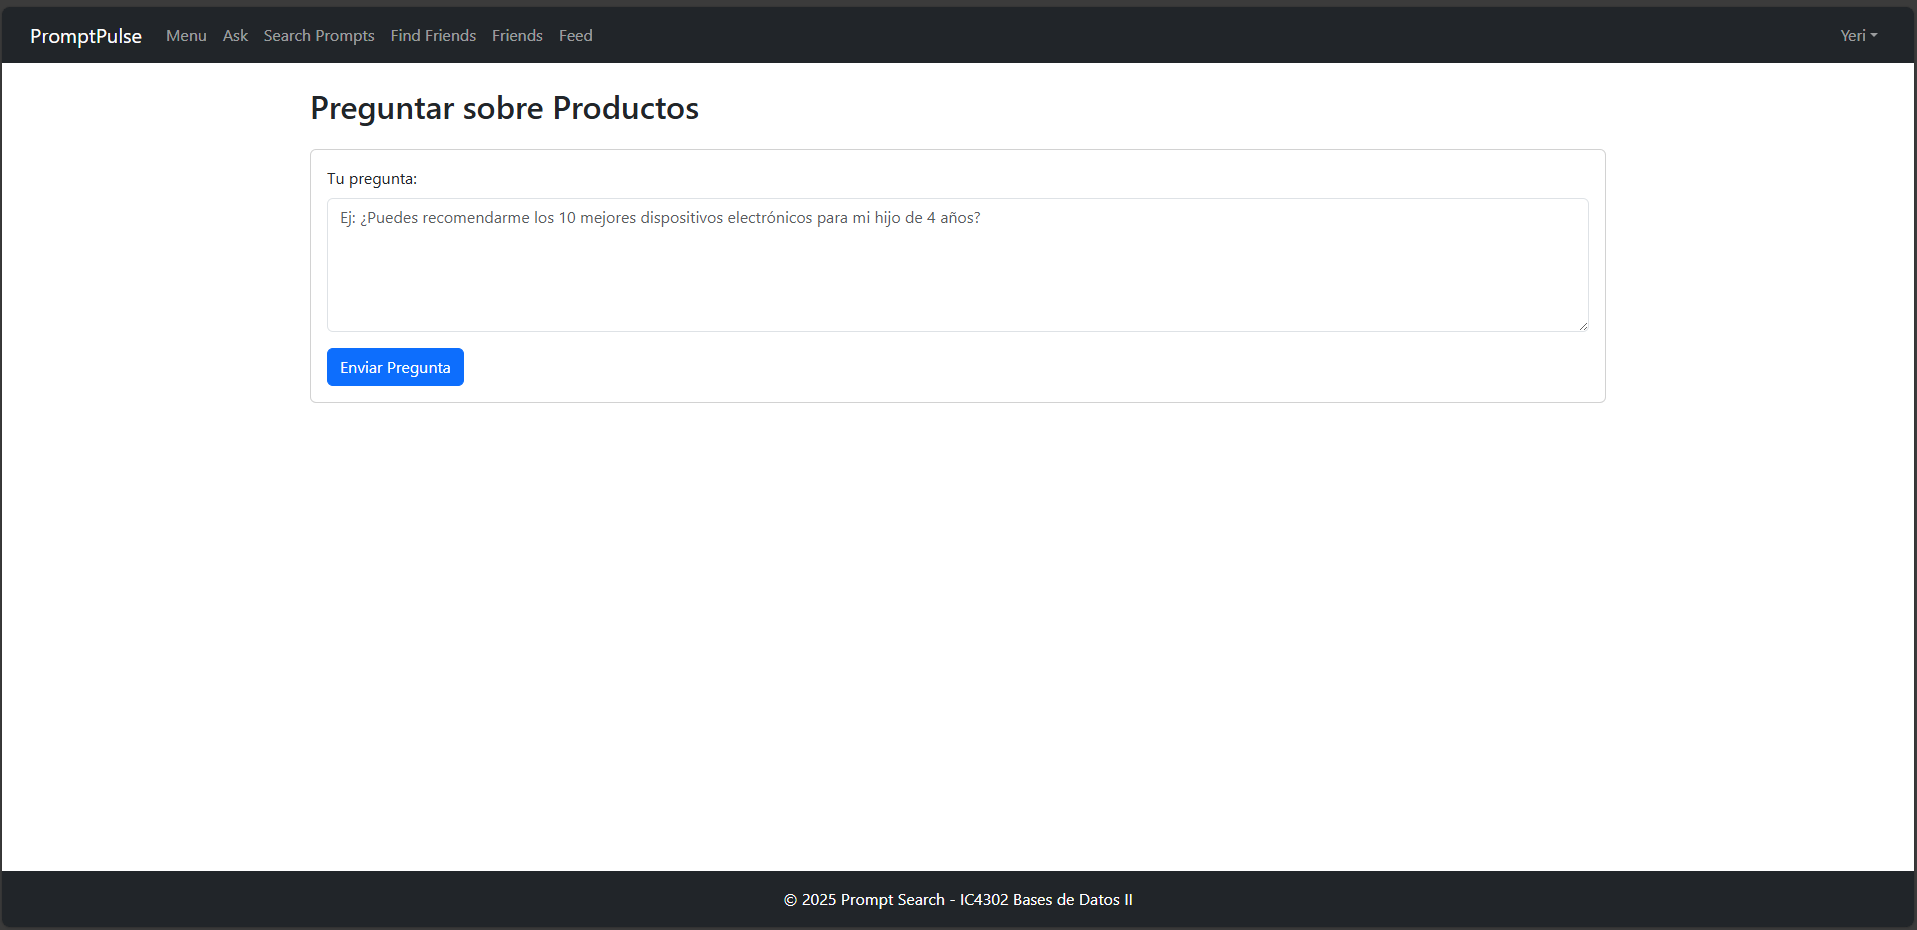 PromptPulse Menu Ask Search Prompts Find Friends Friends Feed Yeri
Preguntar sobre Productos
Tu pregunta:
Ej: ¿Puedes recomendarme los 10 mejores dispositivos electrónicos para mi hijo de 4 años?
Enviar Pregunta
© 2025 Prompt Search - IC4302 Bases de Datos II